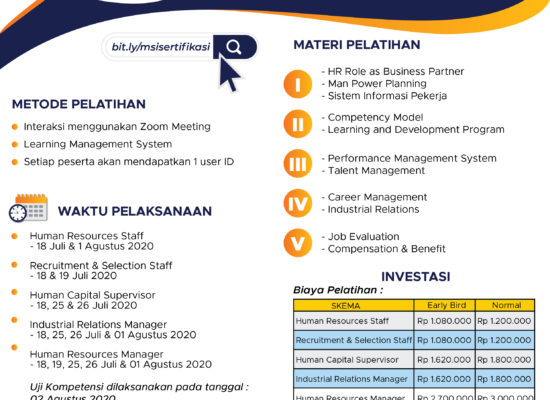 bit.ly/msisertifikasi
METODE PELATIHAN
Interaksi menggunakan Zoom Meeting
Learning Management System
Setiap peserta akan mendapatkan 1 user ID
WAKTU PELAKSANAAN
Human Resources Staff
- 18 Juli & 1 Agustus 2020
Recruitment & Selection Staff
- 18 & 19 Juli 2020
Human Capital Supervisor
- 18, 25 & 26 Juli 2020
Industrial Relations Manager
- 18, 25, 26 Juli & 01 Agustus 2020
Human Resources Manager
- 18, 19, 25, 26 Juli & 01 Agustus 2020
Uji Kompetensi dilaksanakan pada tanggal :
02 Agustus 2020
MATERI PELATIHAN
I
- HR Role as Business Partner
- Man Power Planning
- Sistem Informasi Pekerja
II
- Competency Model
- Learning and Development Program
III
- Performance Management System
- Talent Management
IV
- Career Management
- Industrial Relations
V
- Job Evaluation
- Compensation & Benefit
INVESTASI
Biaya Pelatihan :
SKEMA Early Bird Normal
Human Resources Staff Rp 1.080.000 Rp 1.200.000
Recruitment & Selection Staff Rp 1.080.000 Rp 1.200.000
Human Capital Supervisor Rp 1.620.000 Rp 1.800.000
Industrial Relations Manager Rp 1.620.000 Rp 1.800.000
Human Resources Manager Rp 2.700.000 Rp 3.000.000